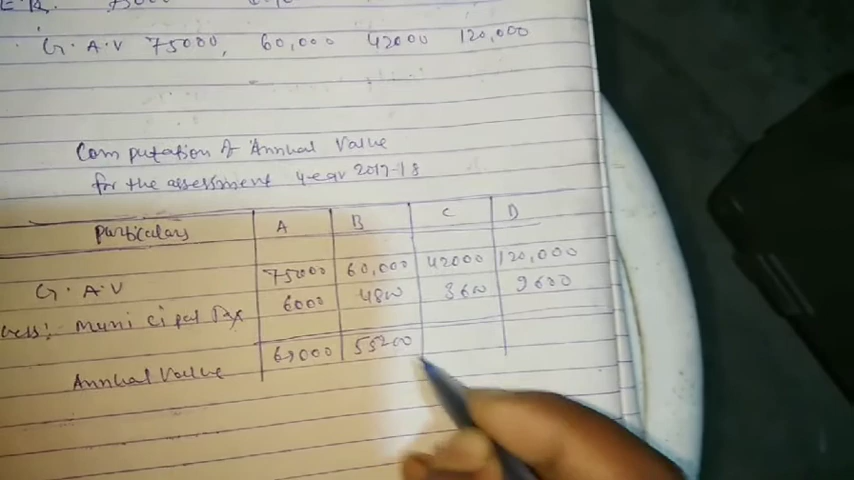 G.A.V 75000, 60,000 42000 120,000
Computation of Annual Value
for the assessment year 2017-18
Particulars A B C D
G.A.V 75000 60,000 42000 120,000
Less: Municipal Tax 6000 4800 3600 9600
Annual Value 69000 55200